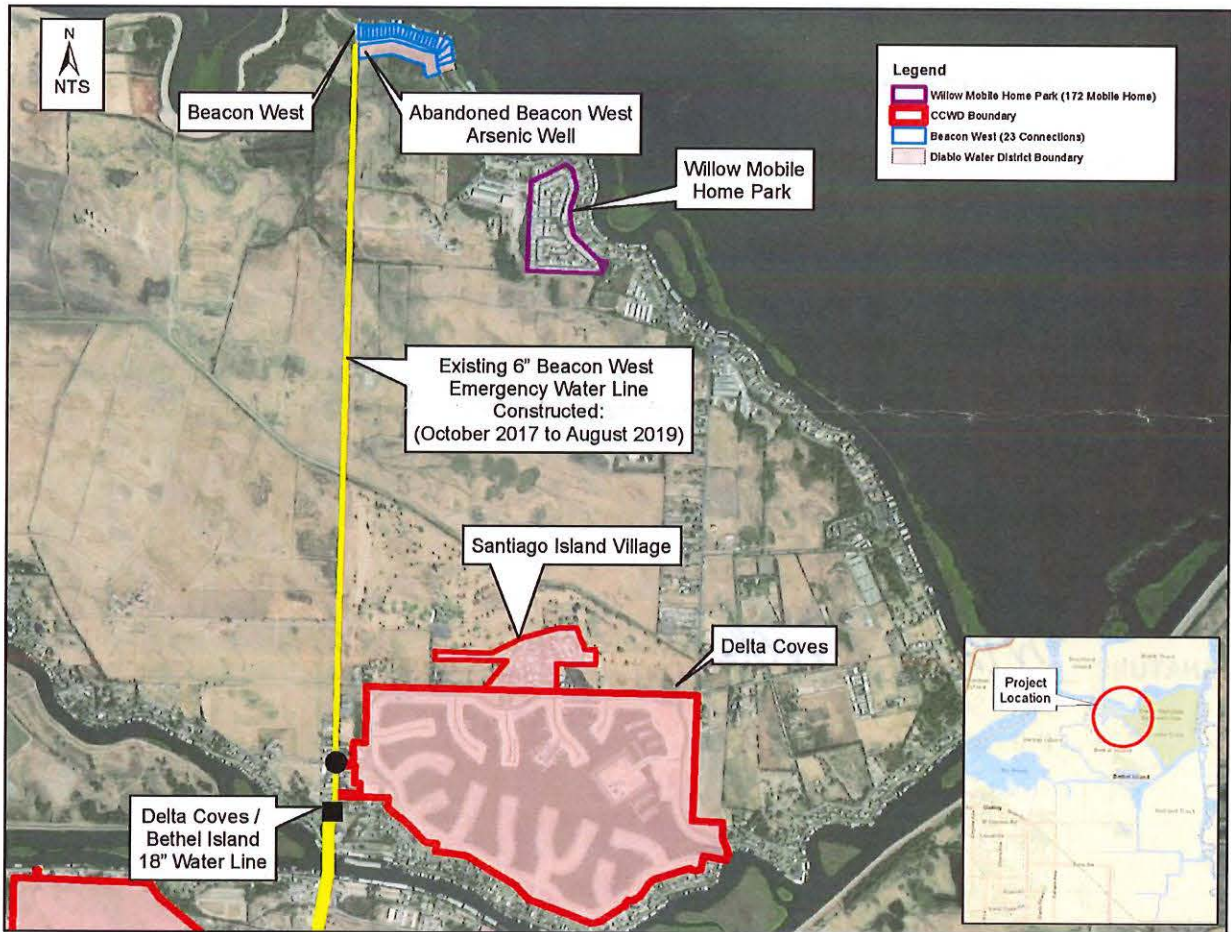 N
NTS
Beacon West
Abandoned Beacon West
Arsenic Well
Legend
Willow Mobile Home Park (172 Mobile Home)
CCWD Boundary
Beacon West (23 Connections)
Diablo Water District Boundary
Willow Mobile
Home Park
Existing 6" Beacon West
Emergency Water Line
Constructed:
(October 2017 to August 2019)
Santiago Island Village
Delta Coves
Delta Coves /
Bethel Island
18" Water Line
Project
Location
Bethel Island